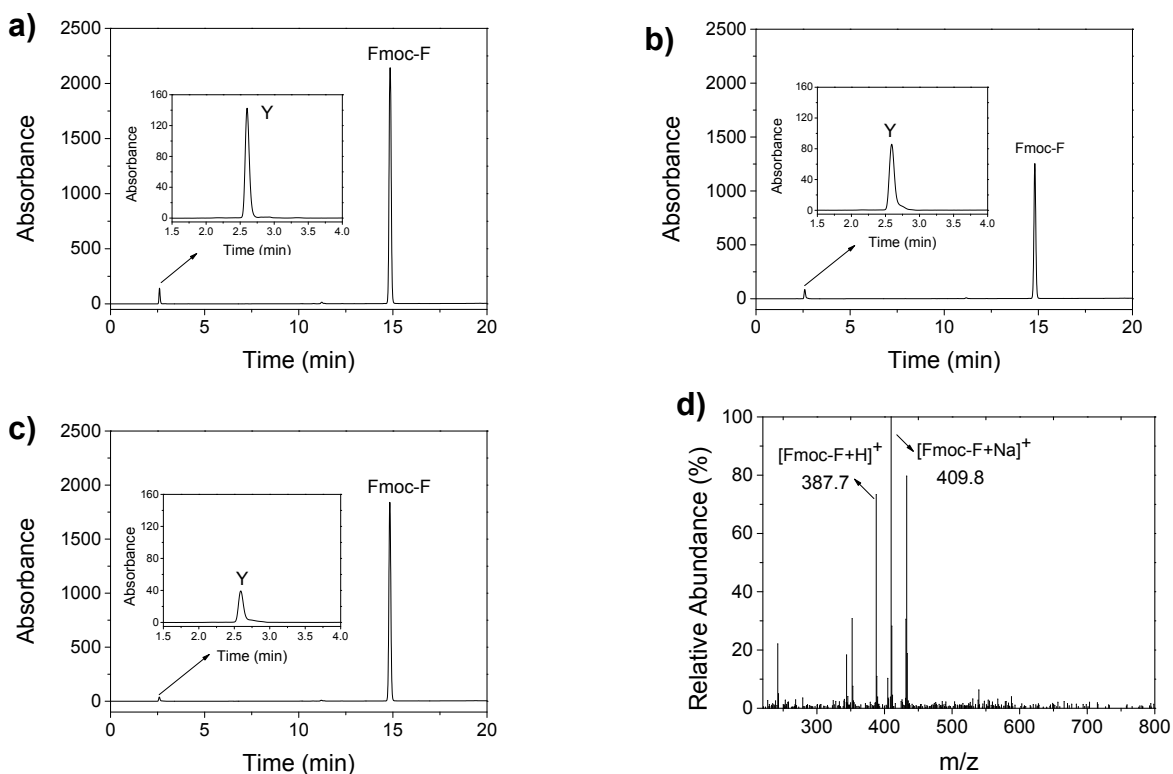 a)
2500
2000
1500
1000
500
0
Absorbance
0 5 10 15 20
Time (min)
Fmoc-F
160
120
80
40
0
Absorbance
Y
1.5 2.0 2.5 3.0 3.5 4.0
Time (min)
b)
2500
2000
1500
1000
500
0
Absorbance
0 5 10 15 20
Time (min)
Fmoc-F
160
120
80
40
0
Absorbance
Y
1.5 2.0 2.5 3.0 3.5 4.0
Time (min)
c)
2500
2000
1500
1000
500
0
Absorbance
0 5 10 15 20
Time (min)
Fmoc-F
160
120
80
40
0
Absorbance
Y
1.5 2.0 2.5 3.0 3.5 4.0
Time (min)
d)
100
80
60
40
20
0
Relative Abundance (%)
[Fmoc-F+H]+
387.7
[Fmoc-F+Na]+
409.8
300 400 500 600 700 800
m/z